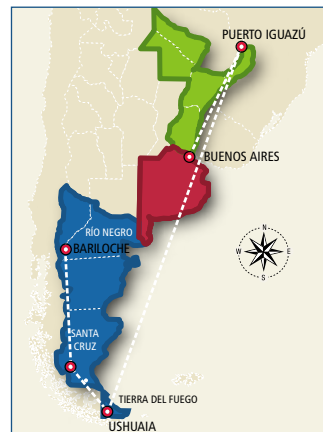 PUERTO IGUAZÚ
BUENOS AIRES
RÍO NEGRO
BARILOCHE
N
W E
S
SANTA
CRUZ
TIERRA DEL FUEGO
USHUAIA